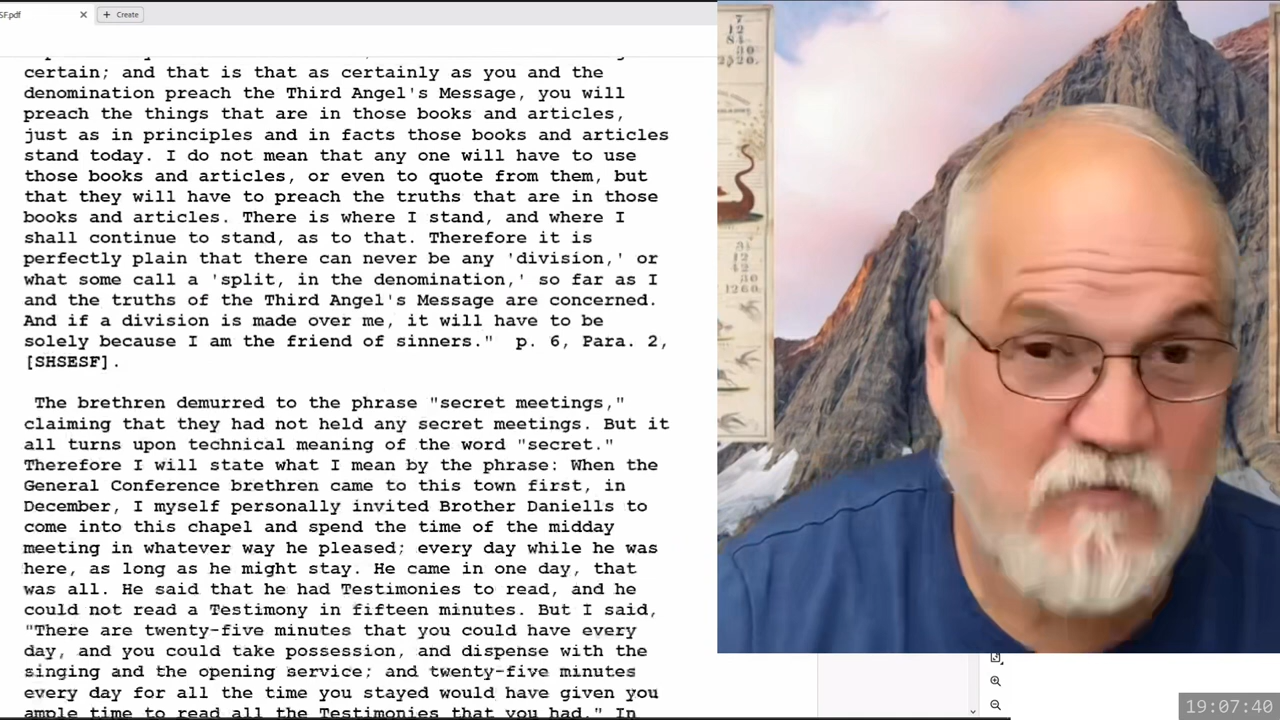 SF.pdf
Create
certain; and that is that as certainly as you and the
denomination preach the Third Angel's Message, you will
preach the things that are in those books and articles,
just as in principles and in facts those books and articles
stand today. I do not mean that any one will have to use
those books and articles, or even to quote from them, but
that they will have to preach the truths that are in those
books and articles. There is where I stand, and where I
shall continue to stand, as to that. Therefore it is
perfectly plain that there can never be any 'division,' or
what some call a 'split, in the denomination,' so far as I
and the truths of the Third Angel's Message are concerned.
And if a division is made over me, it will have to be
solely because I am the friend of sinners." p. 6, Para. 2,
[SHSESF].
The brethren demurred to the phrase "secret meetings,"
claiming that they had not held any secret meetings. But it
all turns upon technical meaning of the word "secret."
Therefore I will state what I mean by the phrase: When the
General Conference brethren came to this town first, in
December, I myself personally invited Brother Daniells to
come into this chapel and spend the time of the midday
meeting in whatever way he pleased; every day while he was
here, as long as he might stay. He came in one day, that
was all. He said that he had Testimonies to read, and he
could not read a Testimony in fifteen minutes. But I said,
"There are twenty-five minutes that you could have every
day, and you could take possession, and dispense with the
singing and the opening service; and twenty-five minutes
every day for all the time you stayed would have given you
ample time to read all the Testimonies that you had." In
7
12
84
30
2520.
31
12
42
30
1260
19:07:40